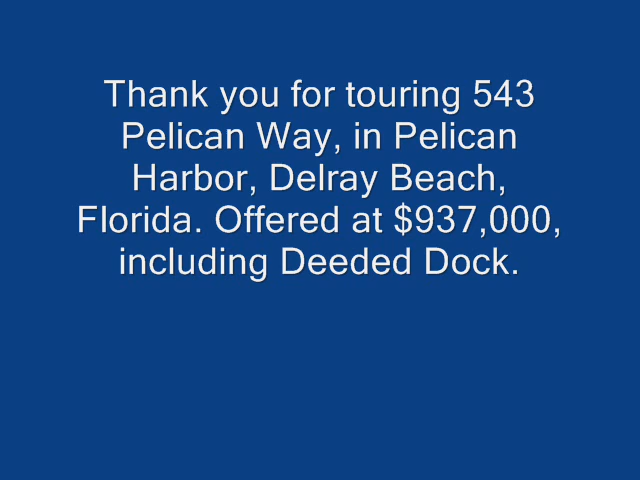 Thank you for touring 543
Pelican Way, in Pelican
Harbor, Delray Beach,
Florida. Offered at $937,000,
including Deeded Dock.